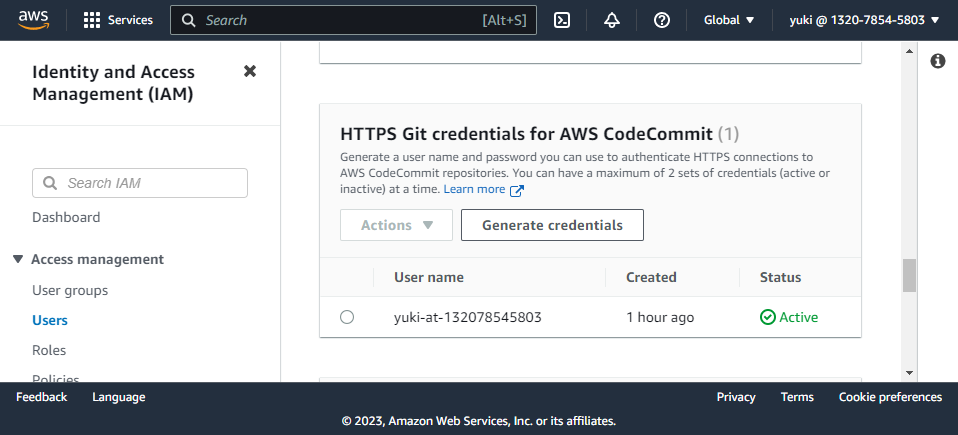 aws
Services
Search
[Alt+S]
Global
yuki @ 1320-7854-5803
Identity and Access
Management (IAM)
Search IAM
Dashboard
Access management
User groups
Users
Roles
Policies
HTTPS Git credentials for AWS CodeCommit (1)
Generate a user name and password you can use to authenticate HTTPS connections to
AWS CodeCommit repositories. You can have a maximum of 2 sets of credentials (active or
inactive) at a time. Learn more
Actions
Generate credentials
User name Created Status
yuki-at-132078545803 1 hour ago Active
Feedback Language Privacy Terms Cookie preferences
© 2023, Amazon Web Services, Inc. or its affiliates.